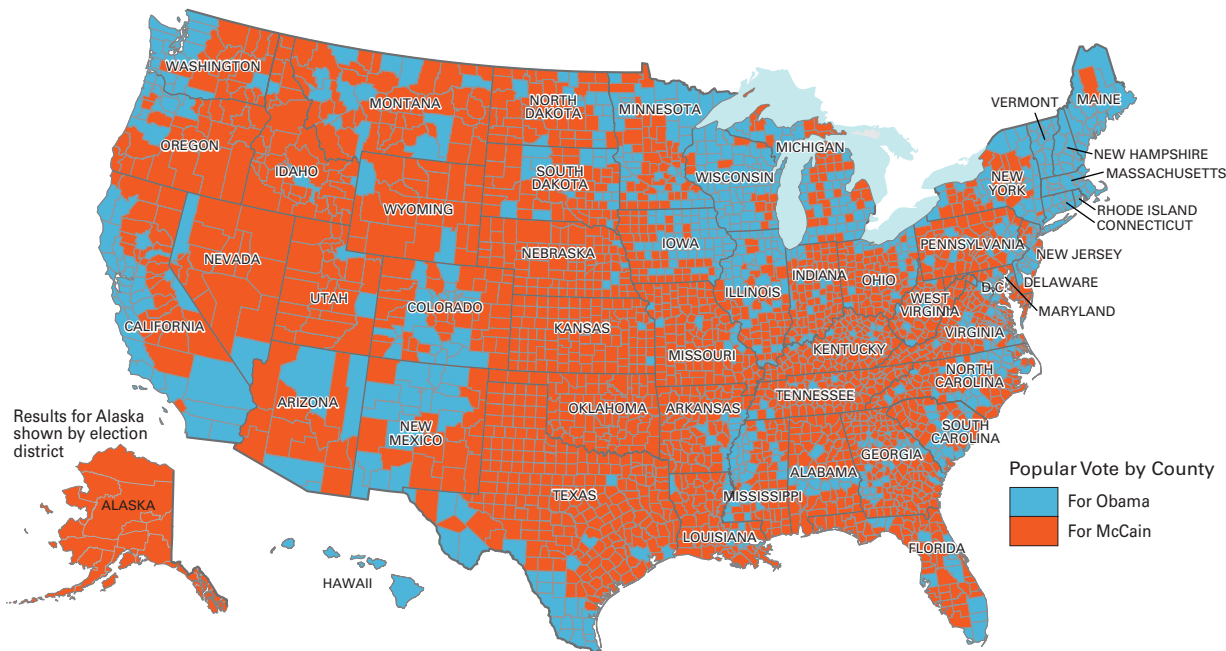 WASHINGTON
OREGON
IDAHO
MONTANA
NORTH
DAKOTA
SOUTH
DAKOTA
MINNESOTA
WISCONSIN
MICHIGAN
VERMONT
MAINE
NEW HAMPSHIRE
MASSACHUSETTS
RHODE ISLAND
CONNECTICUT
NEW
YORK
PENNSYLVANIA
NEW JERSEY
DELAWARE
D.C.
MARYLAND
WYOMING
NEBRASKA
IOWA
ILLINOIS
INDIANA
OHIO
WEST
VIRGINIA
VIRGINIA
NEVADA
UTAH
COLORADO
KANSAS
MISSOURI
KENTUCKY
CALIFORNIA
NORTH
CAROLINA
TENNESSEE
ARIZONA
NEW
MEXICO
OKLAHOMA
ARKANSAS
SOUTH
CAROLINA
GEORGIA
ALABAMA
MISSISSIPPI
TEXAS
LOUISIANA
FLORIDA
Results for Alaska
shown by election
district
ALASKA
HAWAII
Popular Vote by County
For Obama
For McCain